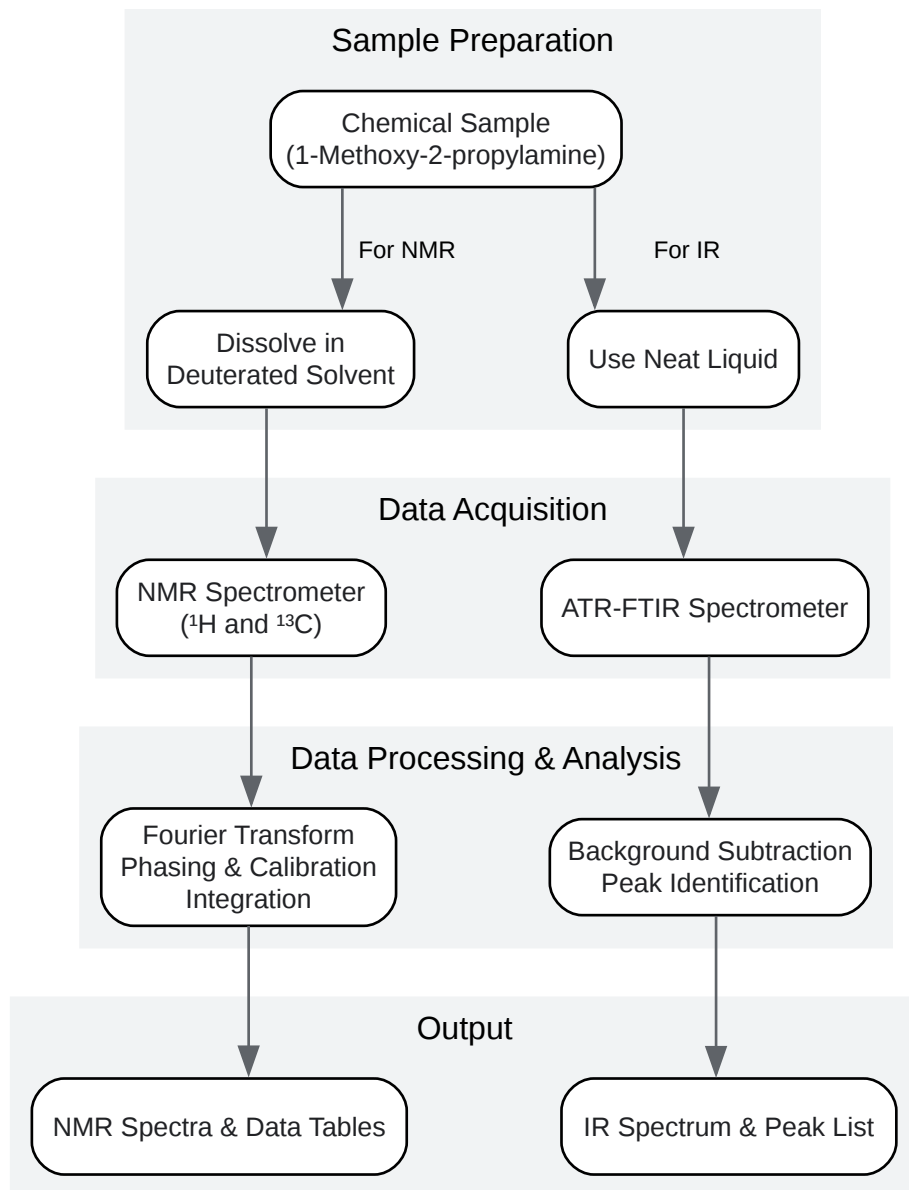 Sample Preparation
Chemical Sample
(1-Methoxy-2-propylamine)
For NMR
For IR
Dissolve in
Deuterated Solvent
Use Neat Liquid
Data Acquisition
NMR Spectrometer
(¹H and ¹³C)
ATR-FTIR Spectrometer
Data Processing & Analysis
Fourier Transform
Phasing & Calibration
Integration
Background Subtraction
Peak Identification
Output
NMR Spectra & Data Tables
IR Spectrum & Peak List